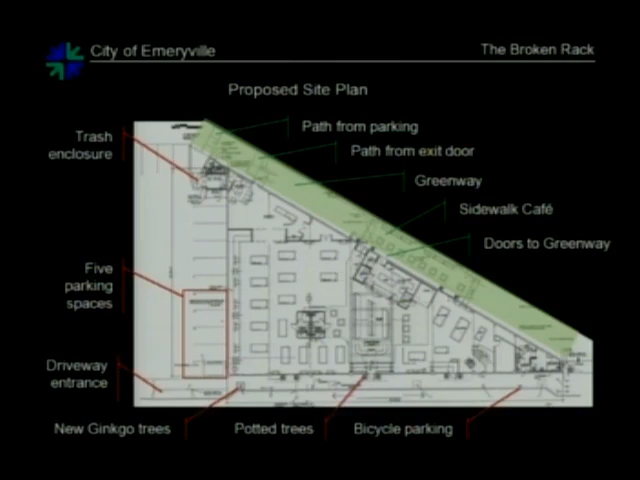 City of Emeryville
The Broken Rack
Proposed Site Plan
Path from parking
Trash
enclosure
Path from exit door
Greenway
Sidewalk Café
Doors to Greenway
Five
parking
spaces
Driveway
entrance
New Ginkgo trees
Potted trees
Bicycle parking